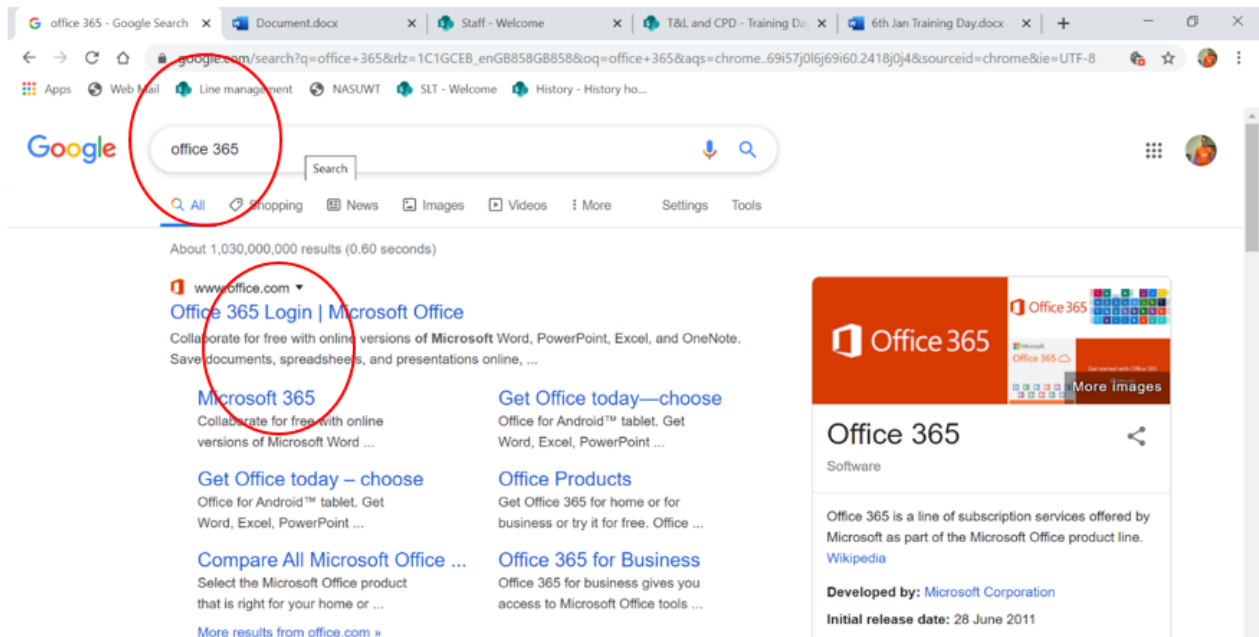 office 365 - Google Search
Document.docx
Staff - Welcome
T&L and CPD - Training Da
6th Jan Training Day.docx
google.com/search?q=office+365&rlz=1C1GCEB_enGB858GB858&oq=office+365&aqs=chrome..69i57j0l6j69i60.2418j0j4&sourceid=chrome&ie=UTF-8
Apps Web Mail Line management NASUWT SLT - Welcome History - History ho...
Google
office 365
Search
All Shopping News Images Videos More Settings Tools
About 1,030,000,000 results (0.60 seconds)
www.office.com
Office 365 Login | Microsoft Office
Collaborate for free with online versions of Microsoft Word, PowerPoint, Excel, and OneNote.
Save documents, spreadsheets, and presentations online, ...
Microsoft 365
Collaborate for free with online
versions of Microsoft Word ...
Get Office today—choose
Office for Android™ tablet. Get
Word, Excel, PowerPoint ...
Get Office today – choose
Office for Android™ tablet. Get
Word, Excel, PowerPoint ...
Office Products
Get Office 365 for home or for
business or try it for free. Office ...
Compare All Microsoft Office ...
Select the Microsoft Office product
that is right for your home or ...
Office 365 for Business
Office 365 for business gives you
access to Microsoft Office tools ...
More results from office.com »
Office 365
Office 365
Microsoft
Office 365
Get started with Office 365
More images
Office 365
Software
Office 365 is a line of subscription services offered by
Microsoft as part of the Microsoft Office product line.
Wikipedia
Developed by: Microsoft Corporation
Initial release date: 28 June 2011